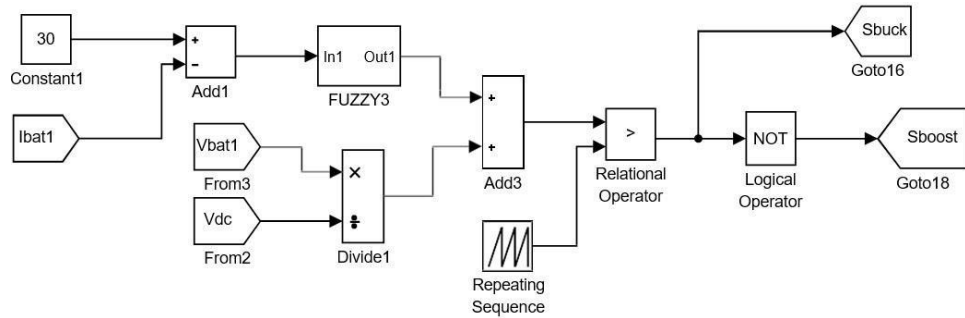 30
Constant1
Ibat1
+
−
Add1
In1 Out1
FUZZY3
Vbat1
From3
Vdc
From2
×
÷
Divide1
+
+
Add3
Repeating
Sequence
>
Relational
Operator
NOT
Logical
Operator
Sbuck
Goto16
Sboost
Goto18